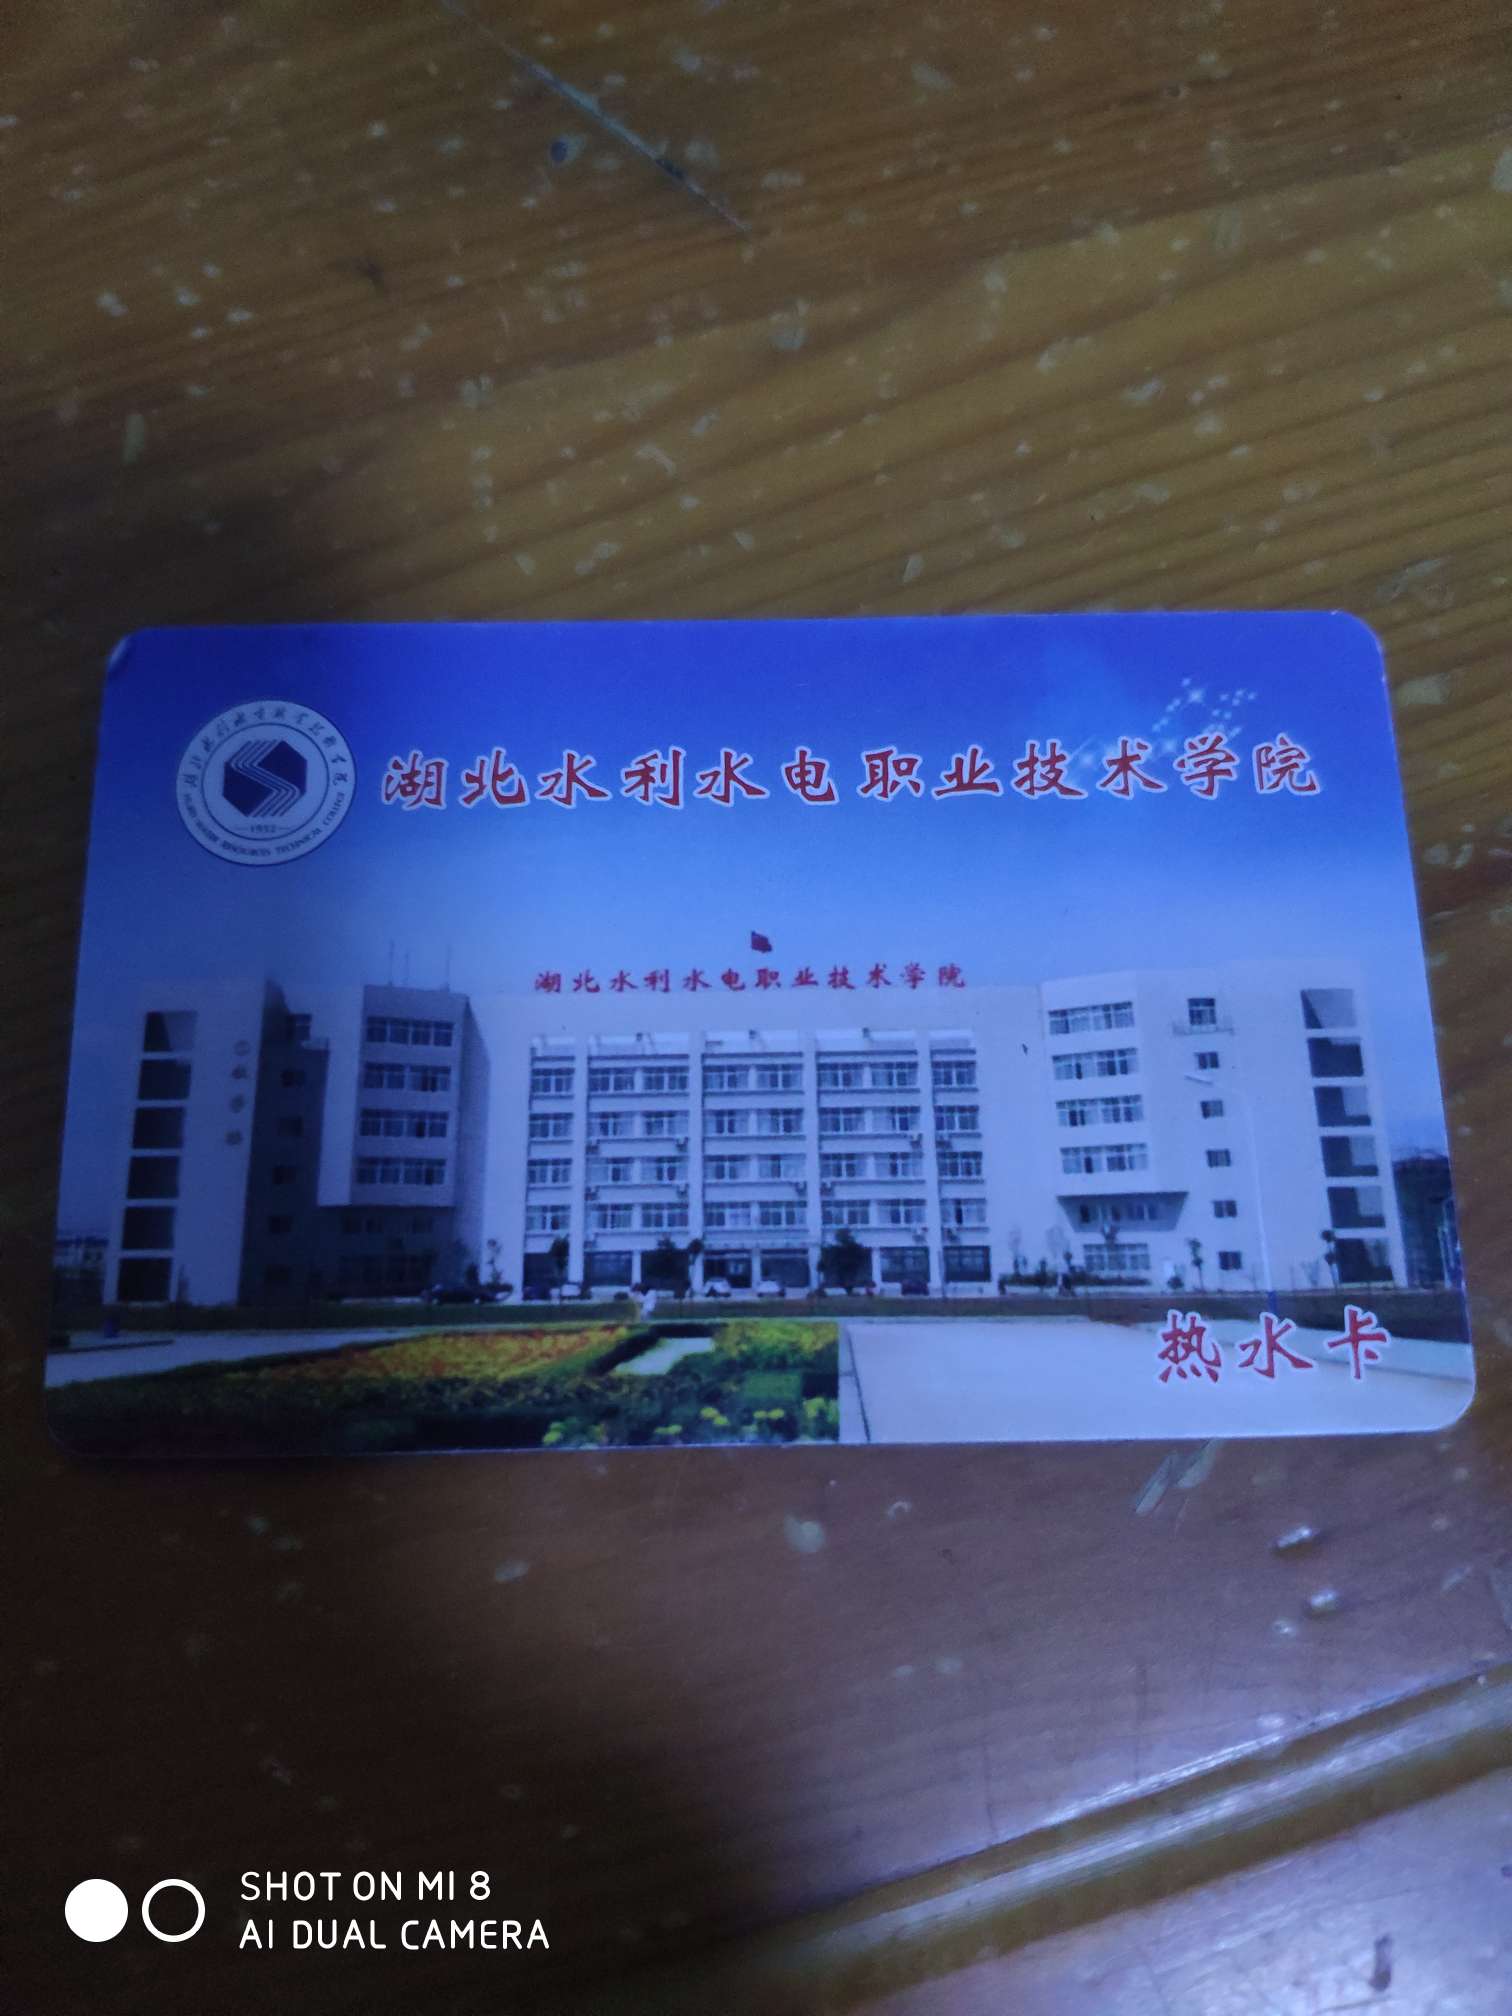 湖北水利水电职业技术学院
1952
湖北水利水电职业技术学院
热水卡
SHOT ON MI 8
AI DUAL CAMERA